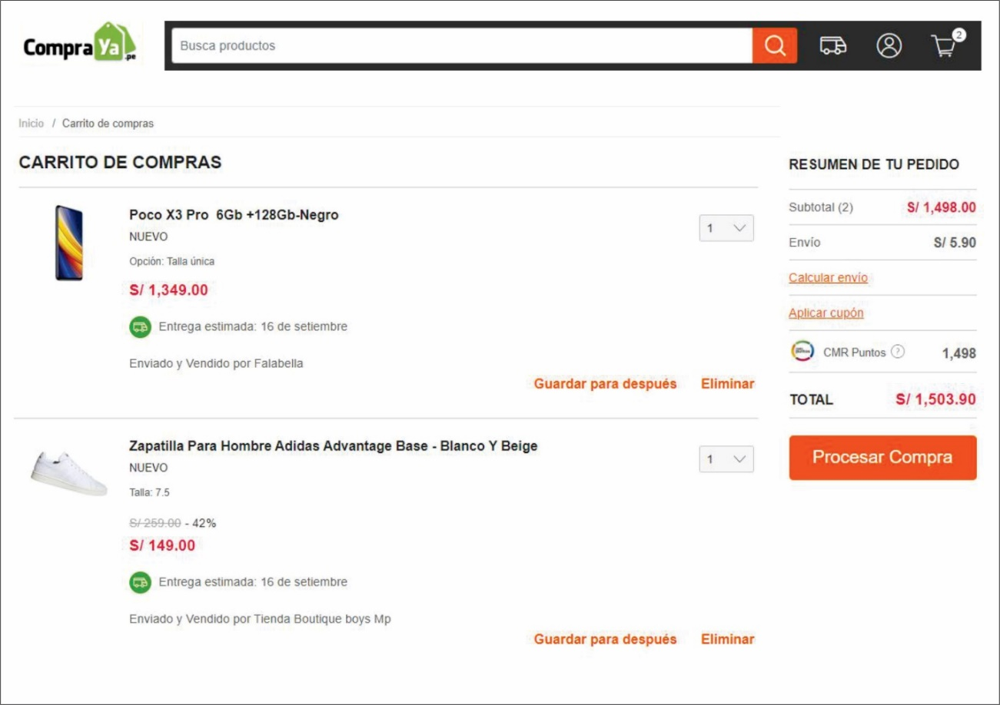 Compra Ya .pe
Busca productos
2
Inicio / Carrito de compras
CARRITO DE COMPRAS
Poco X3 Pro 6Gb +128Gb-Negro
NUEVO
Opción: Talla única
S/ 1,349.00
Entrega estimada: 16 de setiembre
Enviado y Vendido por Falabella
1
Guardar para después Eliminar
Zapatilla Para Hombre Adidas Advantage Base - Blanco Y Beige
NUEVO
Talla: 7.5
S/ 259.00 - 42%
S/ 149.00
Entrega estimada: 16 de setiembre
Enviado y Vendido por Tienda Boutique boys Mp
1
Guardar para después Eliminar
RESUMEN DE TU PEDIDO
Subtotal (2) S/ 1,498.00
Envío S/ 5.90
Calcular envío
Aplicar cupón
CMR Puntos ? 1,498
TOTAL S/ 1,503.90
Procesar Compra